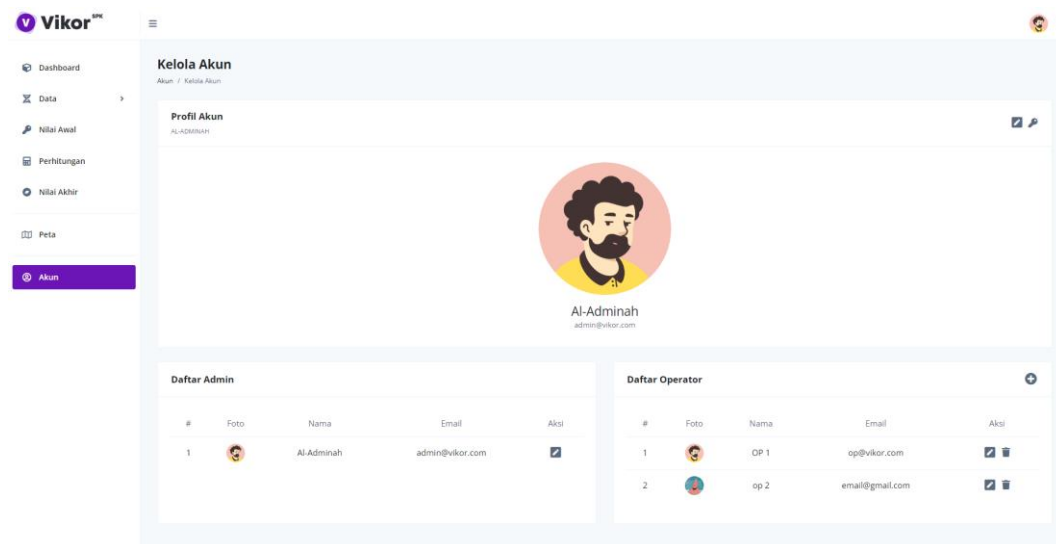 Vikor SPK
Dashboard
Data
Nilai Awal
Perhitungan
Nilai Akhir
Peta
Akun
Kelola Akun
Akun / Kelola Akun
Profil Akun
AL-ADMINAH
Al-Adminah
admin@vikor.com
Daftar Admin
# Foto Nama Email Aksi
1 Al-Adminah admin@vikor.com
Daftar Operator
# Foto Nama Email Aksi
1 OP 1 op@vikor.com
2 op 2 email@gmail.com